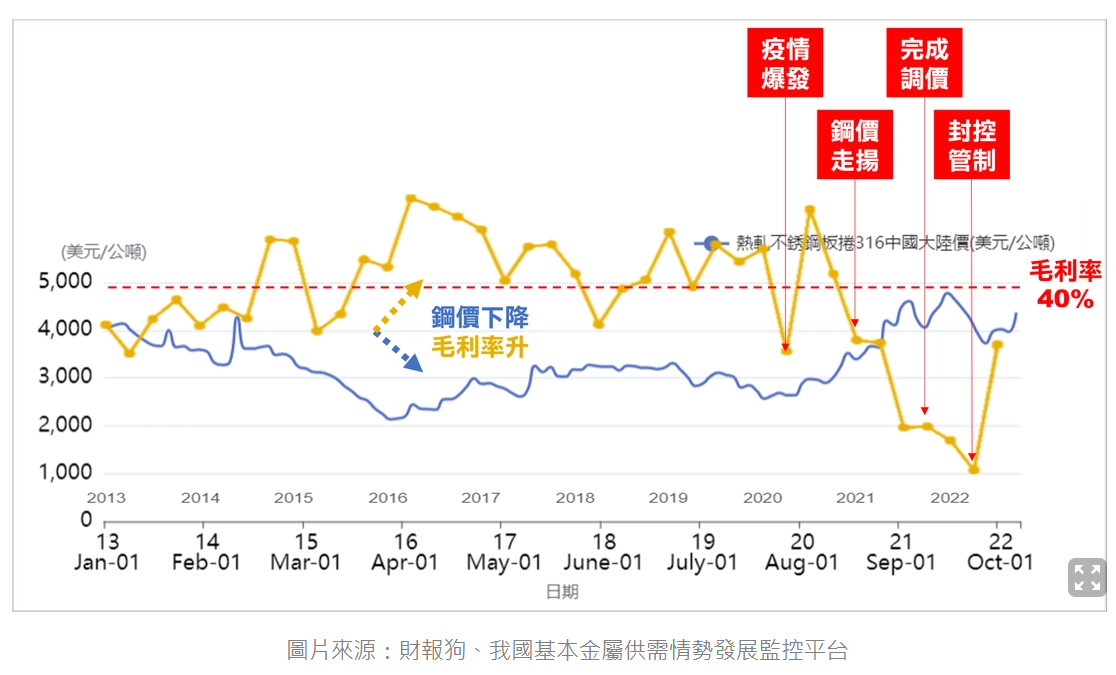 疫情
爆發
完成
調價
鋼價
走揚
封控
管制
(美元/公噸)
熱軋不銹鋼板捲316中國大陸價(美元/公噸)
毛利率
40%
5,000
4,000
3,000
2,000
1,000
0
鋼價下降
毛利率升
2013 2014 2015 2016 2017 2018 2019 2020 2021 2022
13 14 15 16 17 18 19 20 21 22
Jan-01 Feb-01 Mar-01 Apr-01 May-01 June-01 July-01 Aug-01 Sep-01 Oct-01
日期
圖片來源：財報狗、我國基本金屬供需情勢發展監控平台